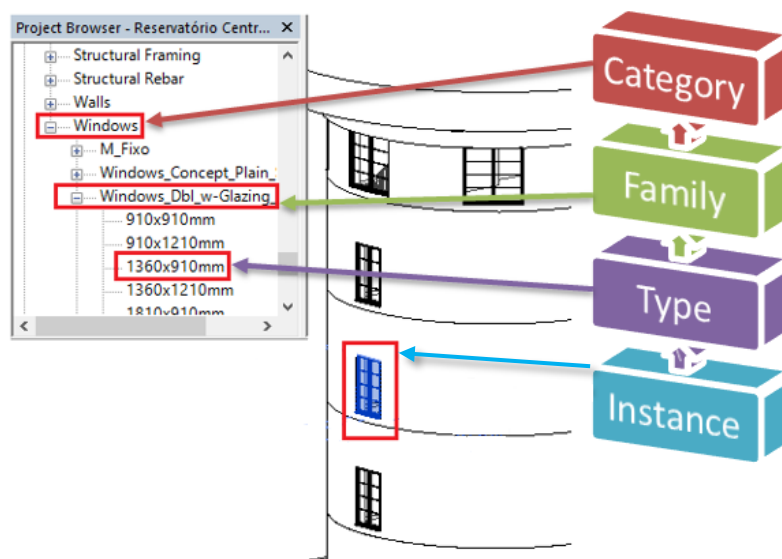 Project Browser - Reservatório Centr...
Structural Framing
Structural Rebar
Walls
Windows
M_Fixo
Windows_Concept_Plain_
Windows_Dbl_w-Glazing_
910x910mm
910x1210mm
1360x910mm
1360x1210mm
1810x910mm
Category
Family
Type
Instance